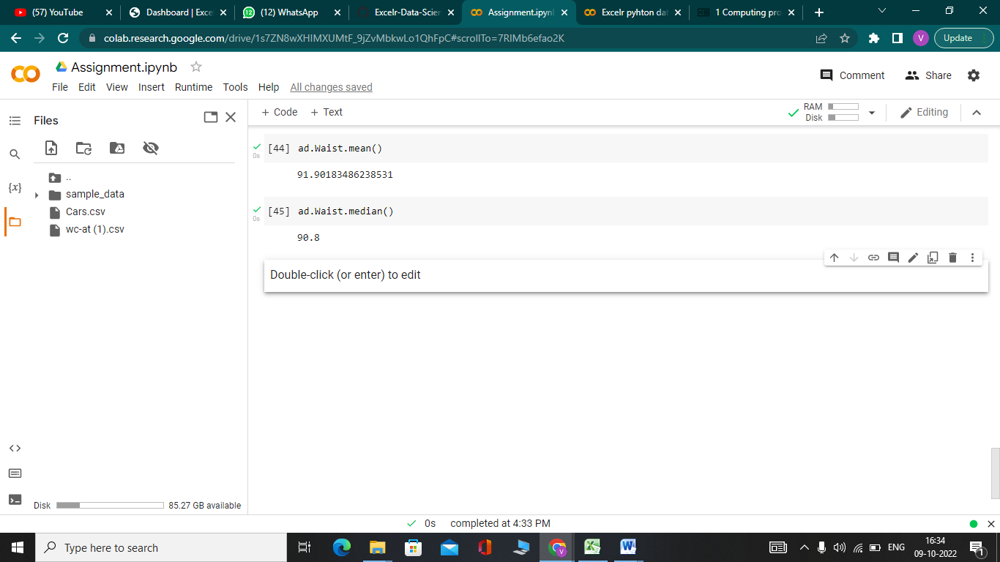 (57) YouTube
Dashboard | Exce
(12) WhatsApp
Excelr-Data-Scien
Assignment.ipynb
Excelr pyhton dat
1 Computing pro
colab.research.google.com/drive/1s7ZN8wXHIMXUMtF_9jZvMbkwLo1QhFpC#scrollTo=7RIMb6efao2K
V
Update
Assignment.ipynb
File Edit View Insert Runtime Tools Help All changes saved
Comment
Share
Files
+ Code + Text
RAM
Disk
Editing
{x}
..
sample_data
Cars.csv
wc-at (1).csv
0s
[44] ad.Waist.mean()
91.90183486238531
0s
[45] ad.Waist.median()
90.8
Double-click (or enter) to edit
Disk
85.27 GB available
0s completed at 4:33 PM
Type here to search
ENG
16:34
09-10-2022
1